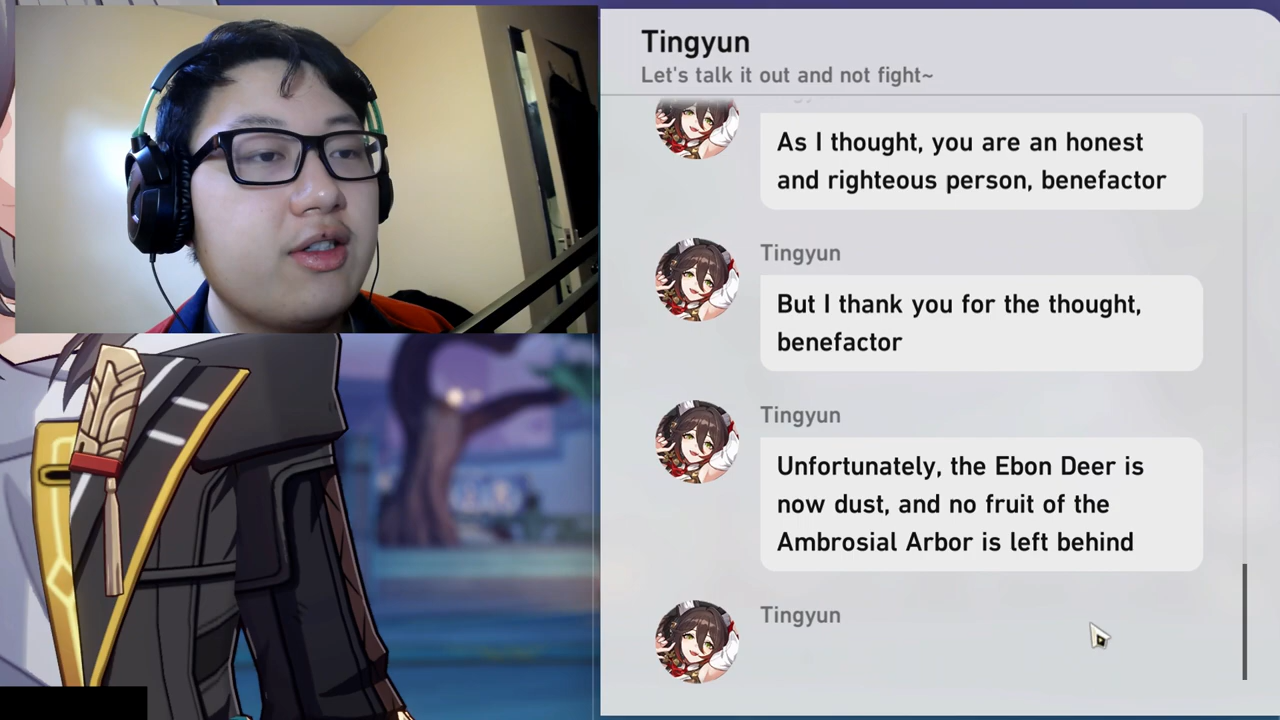 Tingyun
Let's talk it out and not fight~
As I thought, you are an honest
and righteous person, benefactor
Tingyun
But I thank you for the thought,
benefactor
Tingyun
Unfortunately, the Ebon Deer is
now dust, and no fruit of the
Ambrosial Arbor is left behind
Tingyun